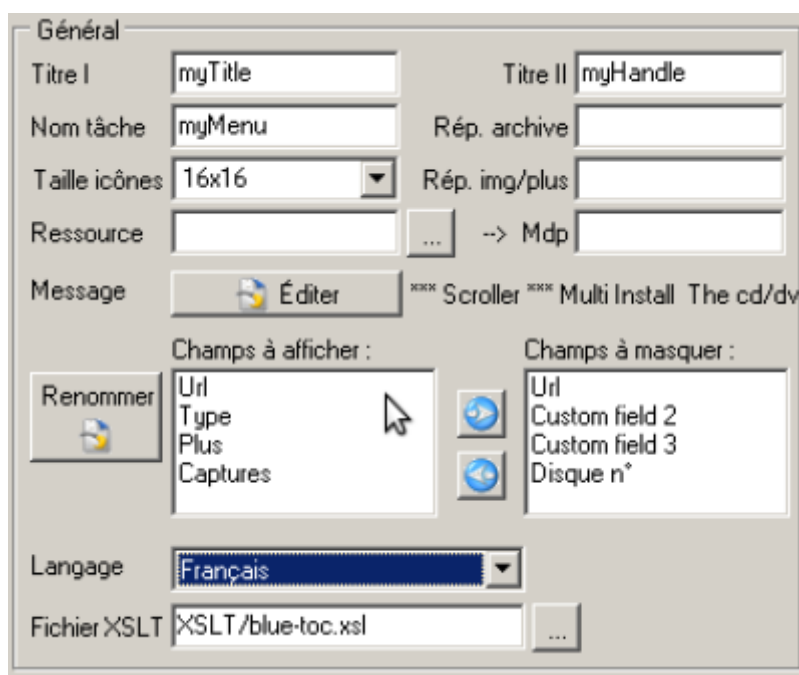 Général
Titre I myTitle Titre II myHandle
Nom tâche myMenu Rép. archive
Taille icônes 16x16 Rép. img/plus
Ressource ... --> Mdp
Message Éditer *** Scroller *** Multi Install The cd/dv
Champs à afficher : Champs à masquer :
Renommer
Url
Type
Plus
Captures
Url
Custom field 2
Custom field 3
Disque n°
Langage Français
Fichier XSLT XSLT/blue-toc.xsl ...